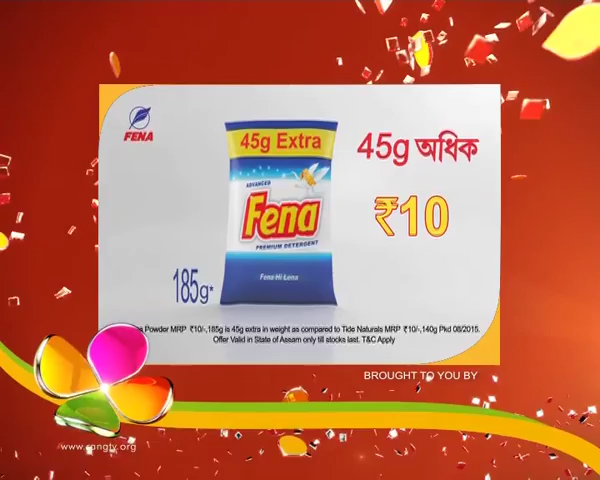 FENA
45g Extra
ADVANCED
Fena
PREMIUM DETERGENT
Fena Hi Lena
45g অধিক
₹10
185g*
Powder MRP ₹10/-,185g is 45g extra in weight as compared to Tide Naturals MRP ₹10/-,140g Pkd 08/2015.
Offer Valid in State of Assam only till stocks last. T&C Apply
BROUGHT TO YOU BY
www.rangtv.org